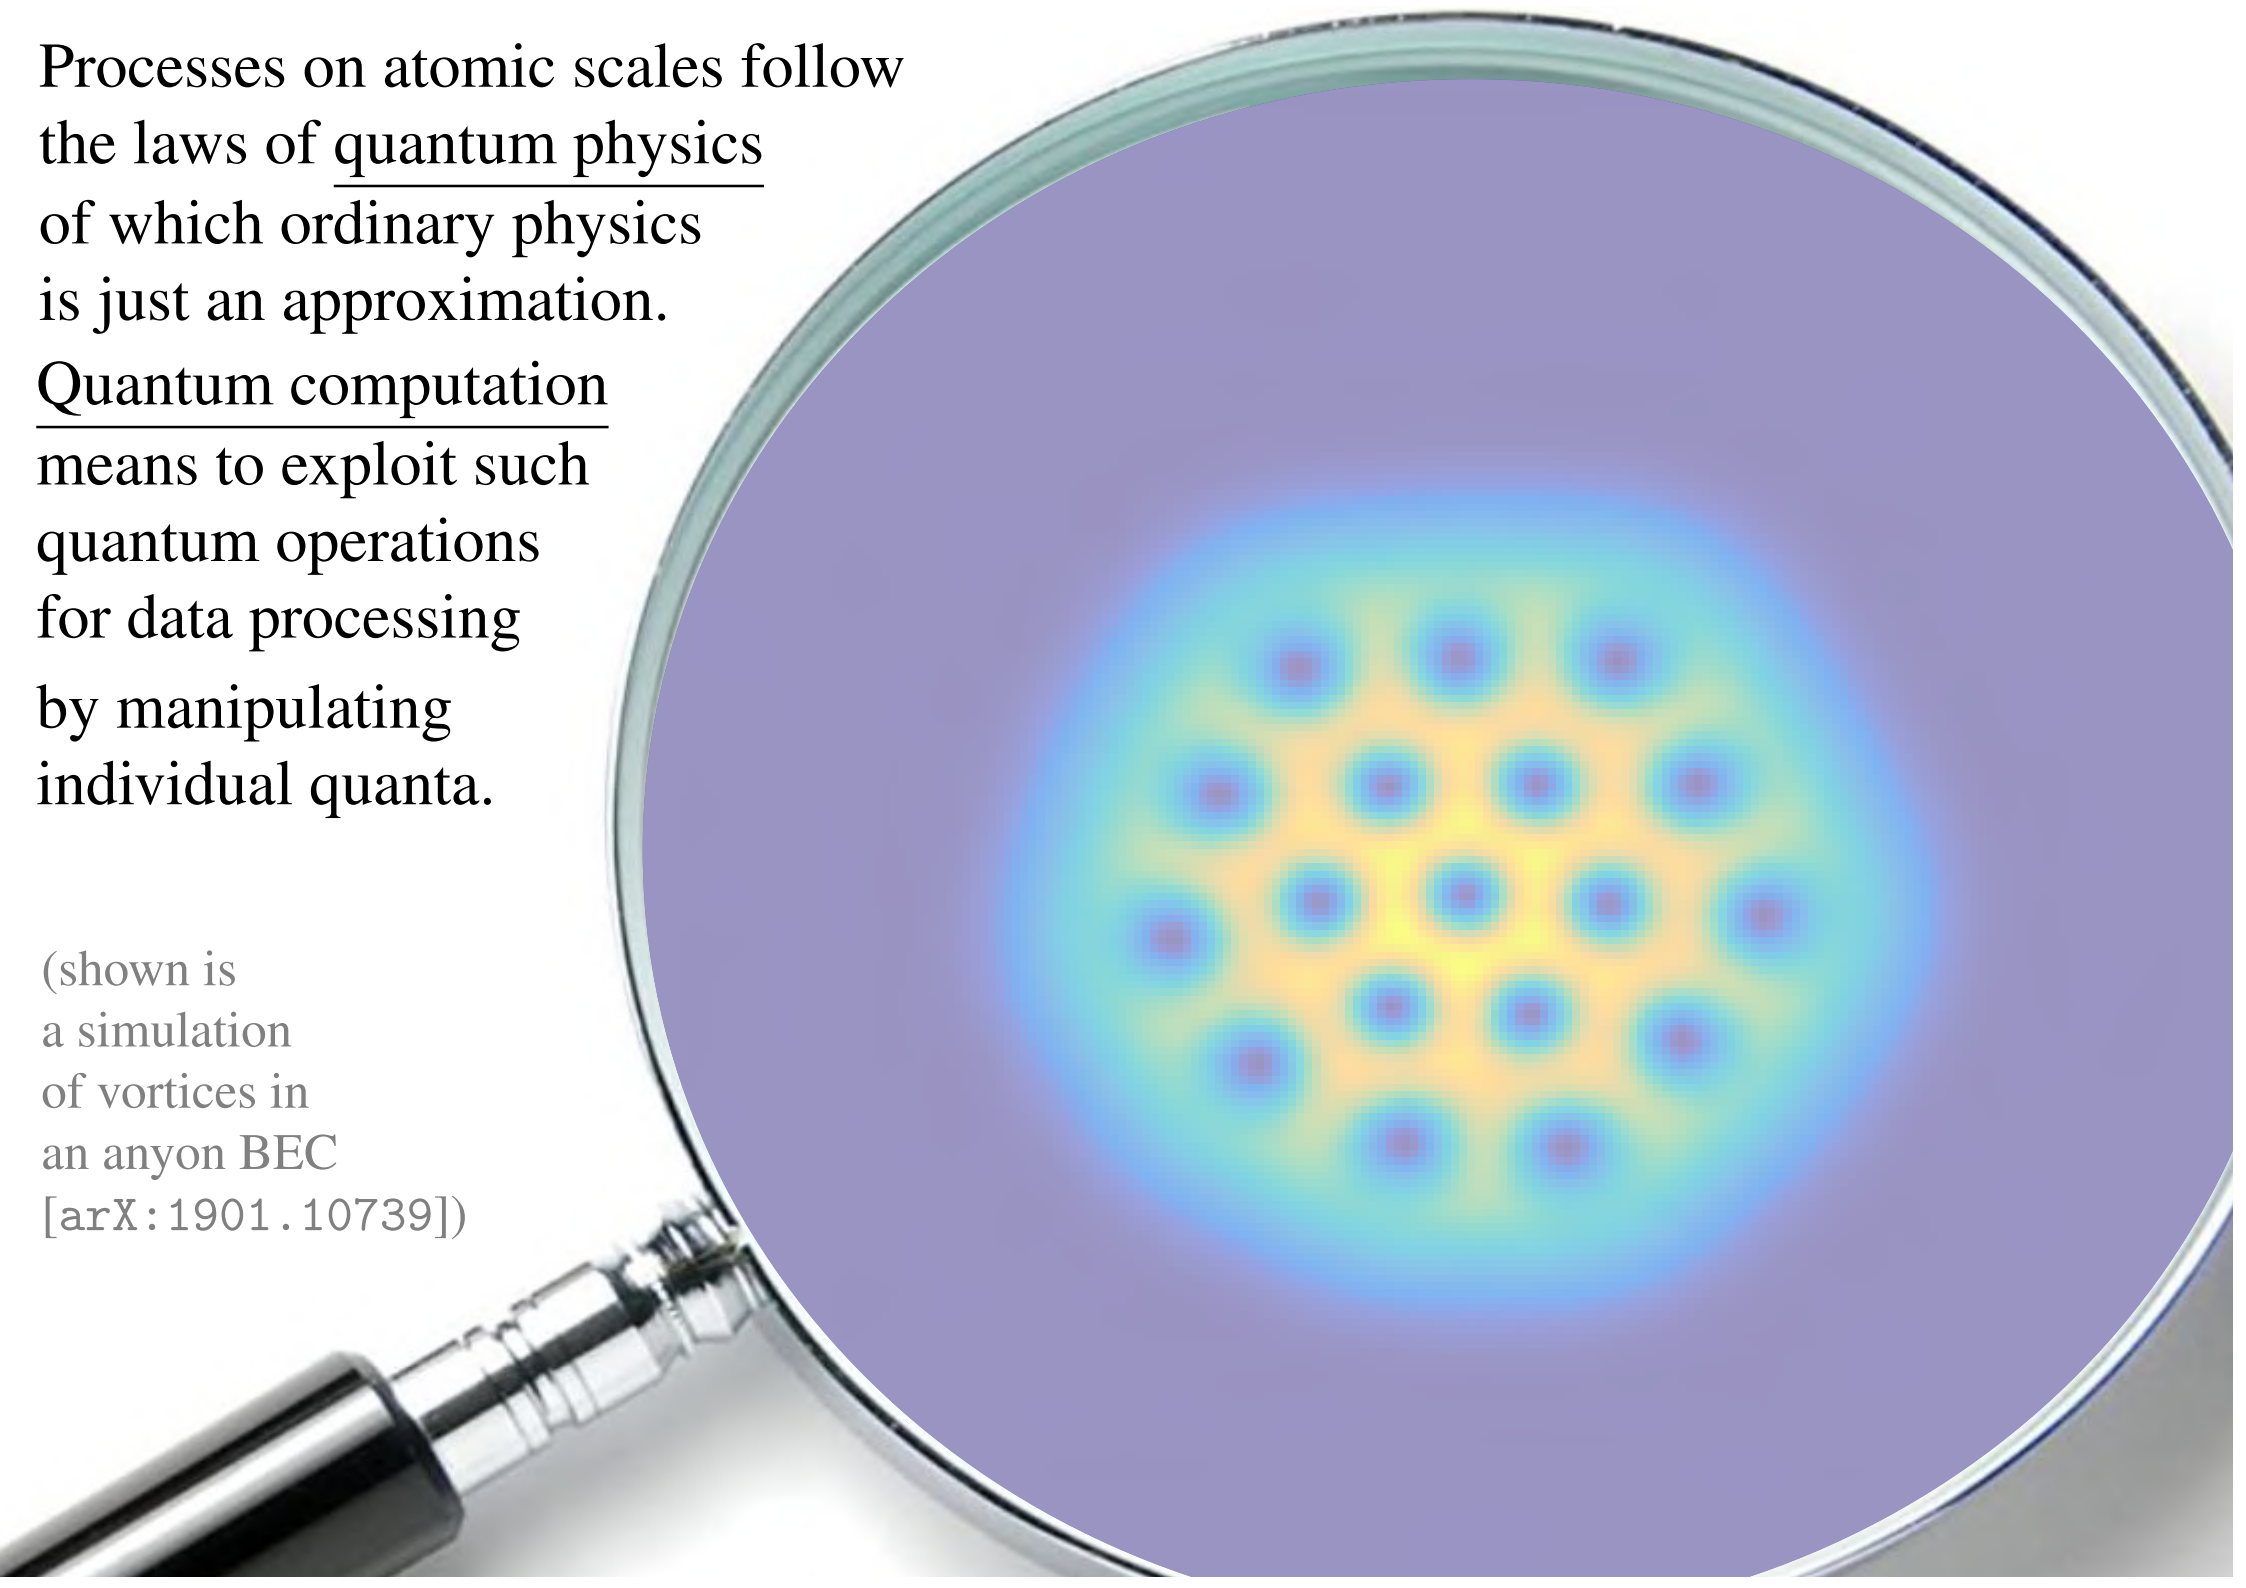 Processes on atomic scales follow
the laws of quantum physics
of which ordinary physics
is just an approximation.
Quantum computation
means to exploit such
quantum operations
for data processing
by manipulating
individual quanta.
(shown is
a simulation
of vortices in
an anyon BEC
[arX:1901.10739])